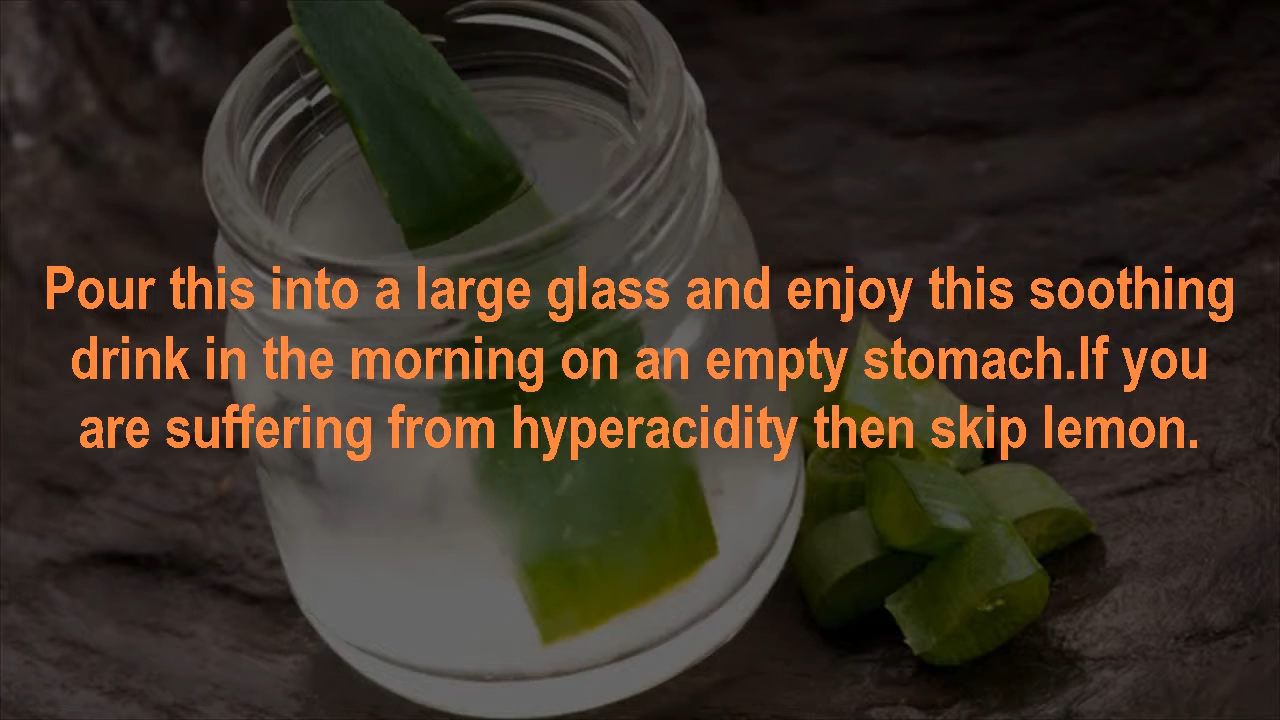 Pour this into a large glass and enjoy this soothing
drink in the morning on an empty stomach.If you
are suffering from hyperacidity then skip lemon.